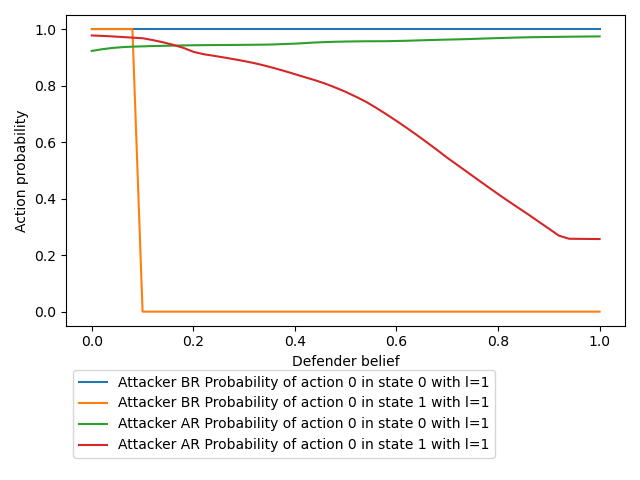 1.0
0.8
0.6
0.4
0.2
0.0
Action probability
0.0 0.2 0.4 0.6 0.8 1.0
Defender belief
Attacker BR Probability of action 0 in state 0 with l=1
Attacker BR Probability of action 0 in state 1 with l=1
Attacker AR Probability of action 0 in state 0 with l=1
Attacker AR Probability of action 0 in state 1 with l=1